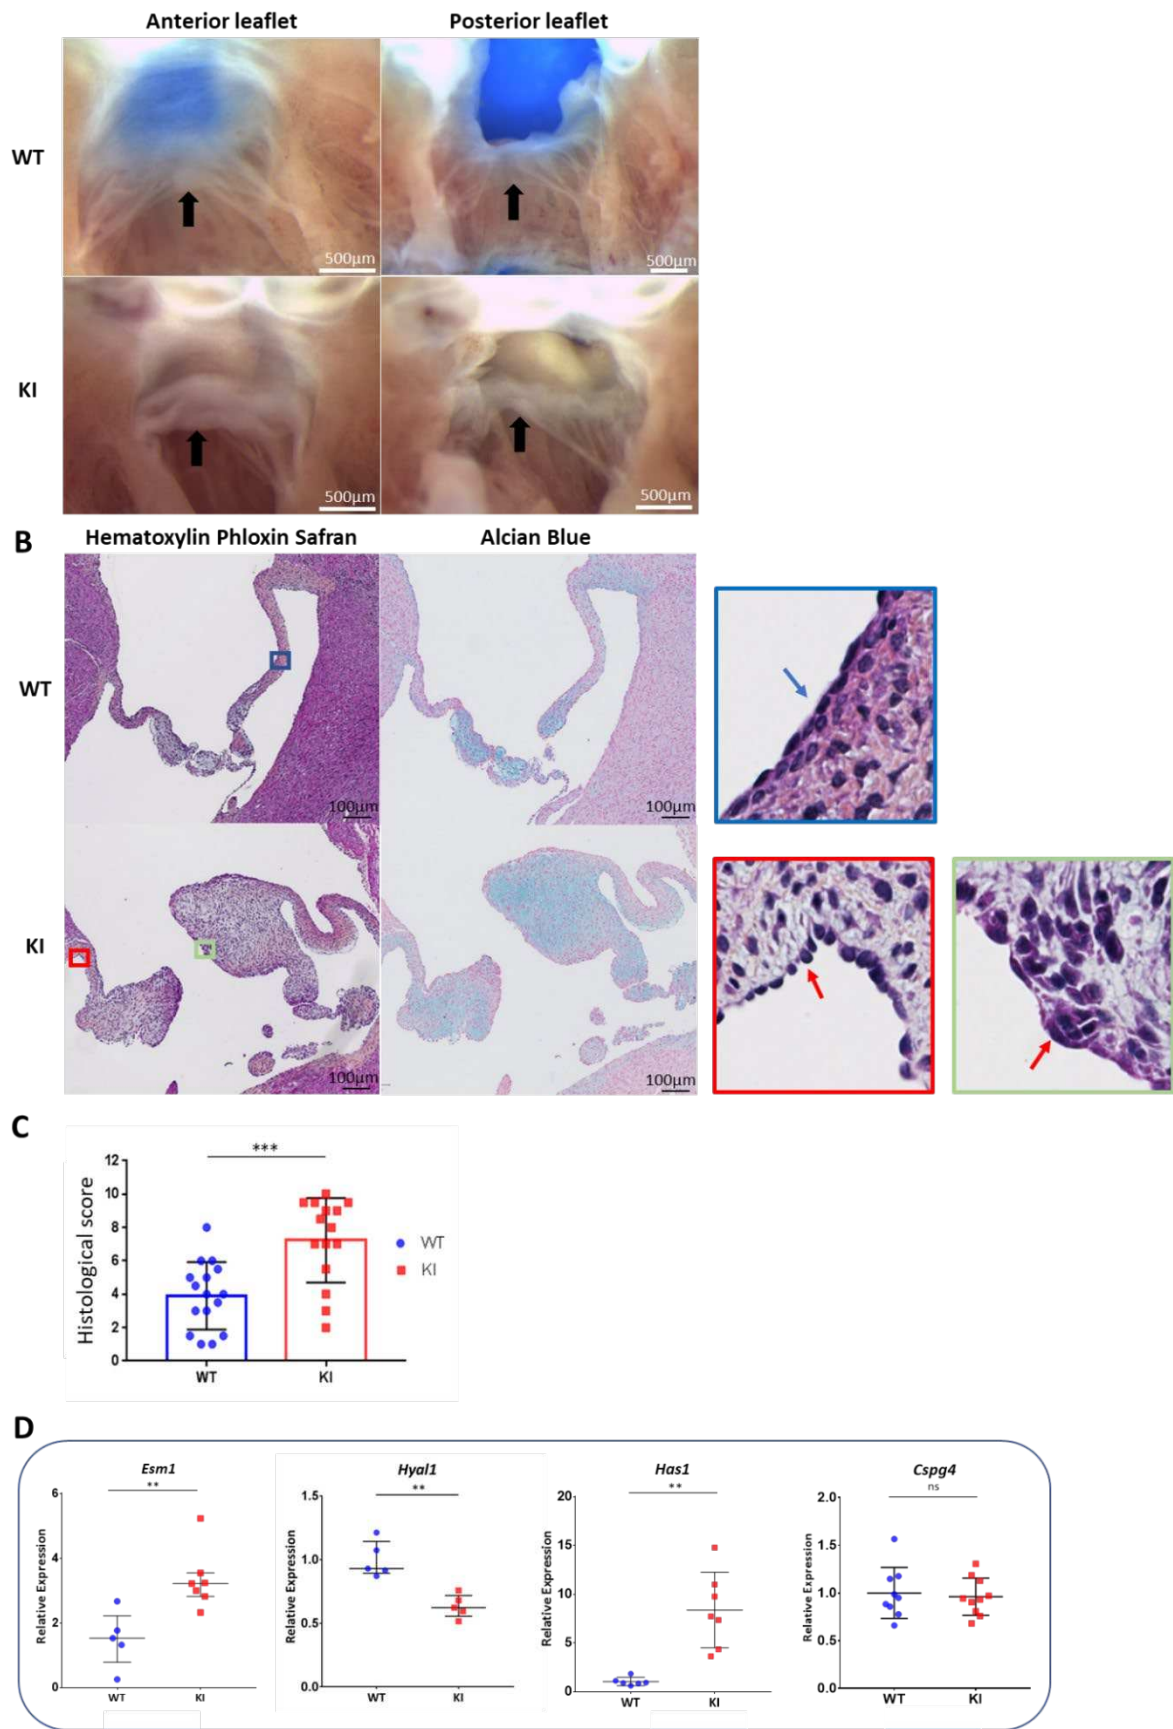 Anterior leaflet Posterior leaflet
WT
500µm 500µm
KI
500µm 500µm
B
Hematoxylin Phloxin Safran Alcian Blue
WT
100µm 100µm
KI
100µm 100µm
C
***
12
10
8
6
4
2
0
Histological score
WT KI
WT
KI
D
Esm1
**
6
4
2
0
Relative Expression
WT KI
Hyal1
**
1.5
1.0
0.5
0.0
Relative Expression
WT KI
Has1
**
20
15
10
5
0
Relative Expression
WT KI
Cspg4
ns
2.0
1.5
1.0
0.5
0.0
Relative Expression
WT KI